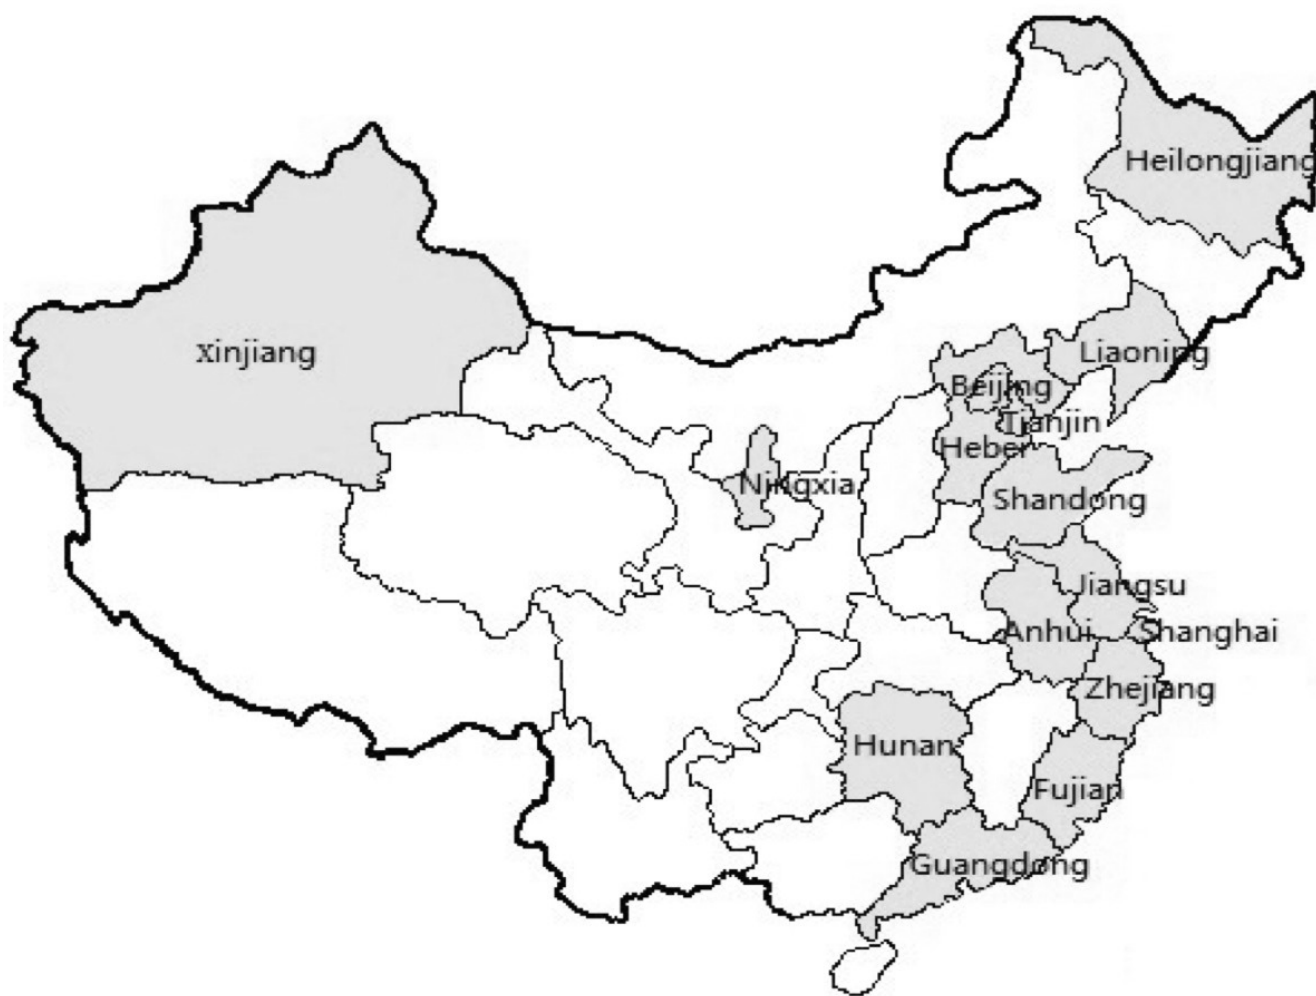 Heilongjiang
Xinjiang
Liaoning
Beijing
Tianjin
Heber
Ningxia
Shandong
Jiangsu
Anhui
Shanghai
Zhejiang
Hunan
Fujian
Guangdong